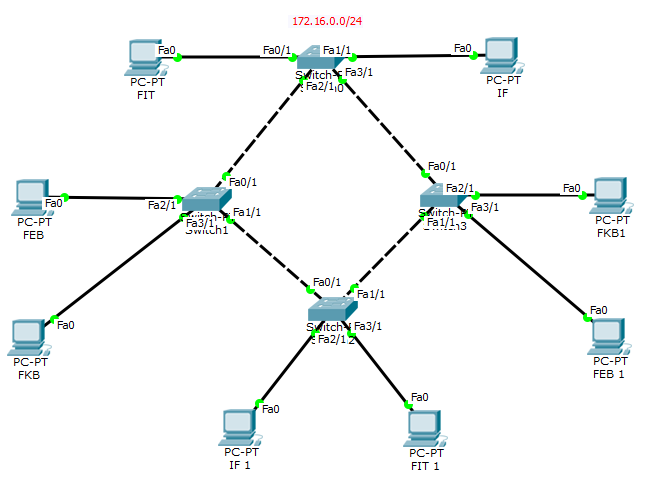 172.16.0.0/24
Fa0
Fa0/1
Fa1/1
Fa0
PC-PT
FIT
Fa3/1
Fa2/1
PC-PT
IF
Fa0/1
Fa0/1
Fa0
PC-PT
FEB
Fa2/1
Fa1/1
Fa3/1
Switch1
Fa2/1
Fa3/1
Fa1/1
Fa0
PC-PT
FKB1
Fa0/1
Fa1/1
Fa3/1
Fa2/1
Fa0
PC-PT
FKB
Fa0
PC-PT
FEB 1
Fa0
PC-PT
IF 1
Fa0
PC-PT
FIT 1